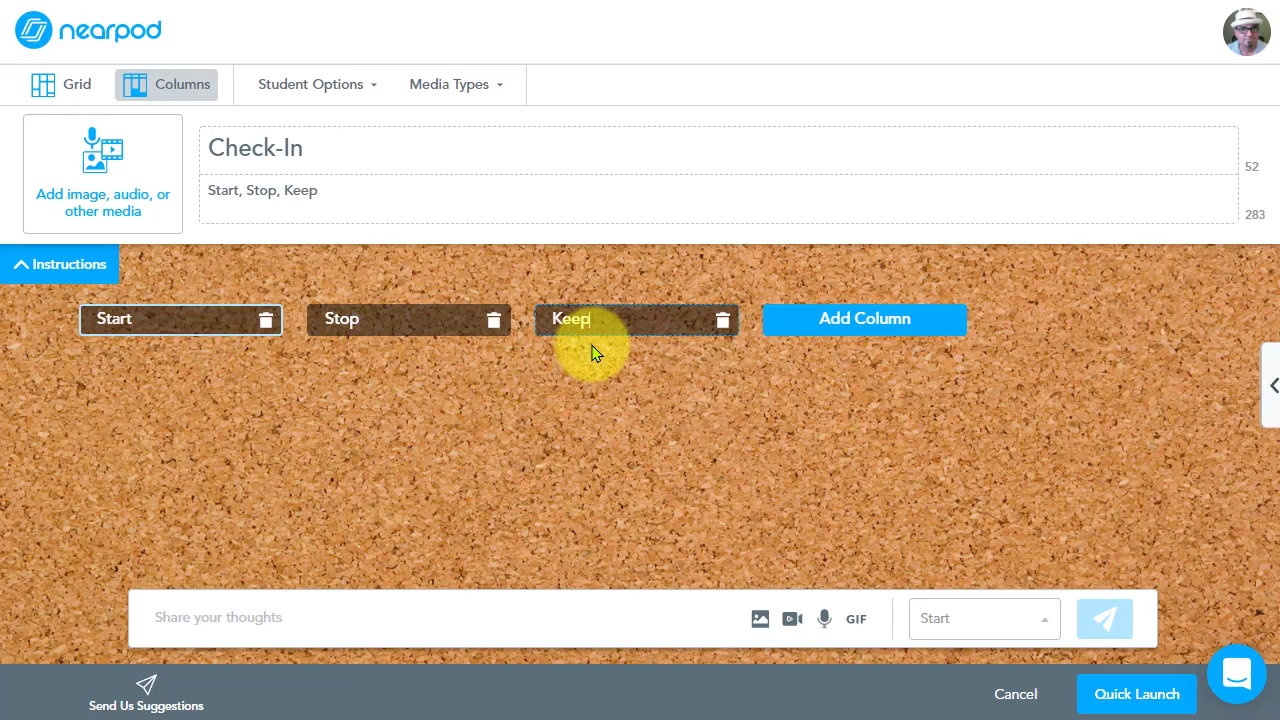 nearpod
Grid
Columns
Student Options
Media Types
Add image, audio, or
other media
Check-In
52
Start, Stop, Keep
283
Instructions
Start
Stop
Keep
Add Column
Share your thoughts
GIF
Start
Send Us Suggestions
Cancel
Quick Launch